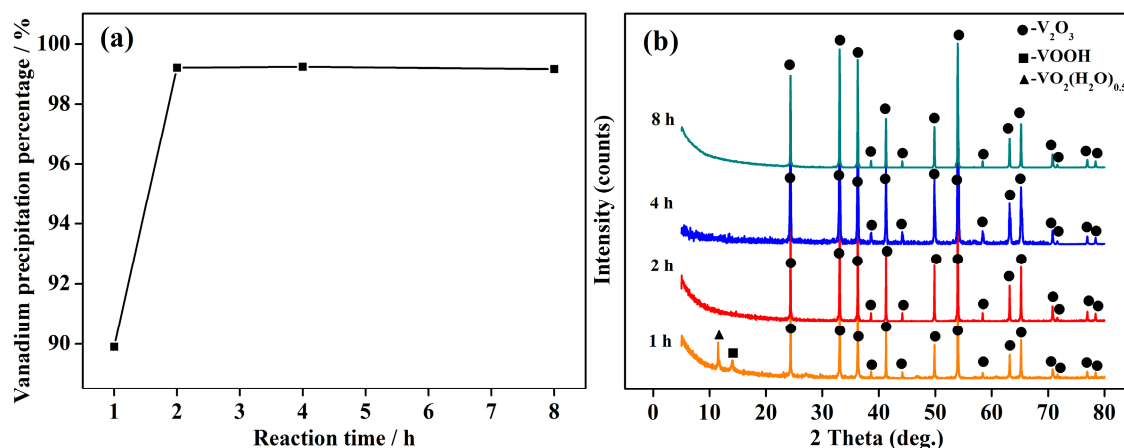 (a)
Vanadium precipitation percentage / %
100
98
96
94
92
90
1 2 3 4 5 6 7 8
Reaction time / h
(b)
●-V₂O₃
■-VOOH
▲-VO₂(H₂O)₀.₅
8 h
4 h
2 h
1 h
Intensity (counts)
0 10 20 30 40 50 60 70 80
2 Theta (deg.)